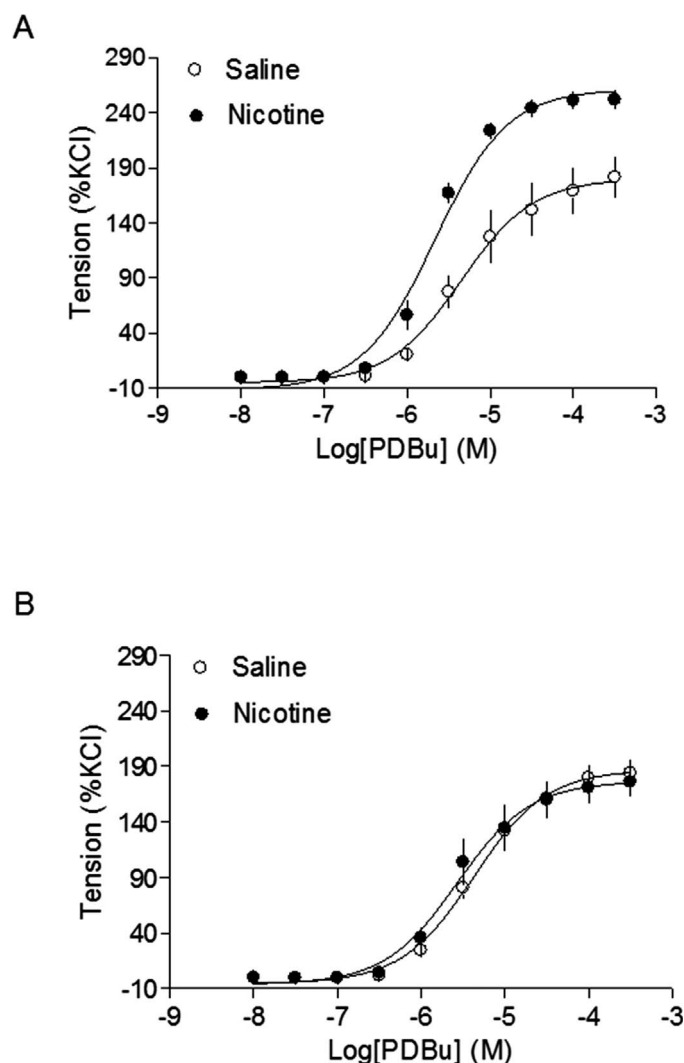 A
290
240
190
140
90
40
-10
Tension (%KCl)
Saline
Nicotine
-9 -8 -7 -6 -5 -4 -3
Log[PDBu] (M)
B
290
240
190
140
90
40
-10
Tension (%KCl)
Saline
Nicotine
-9 -8 -7 -6 -5 -4 -3
Log[PDBu] (M)